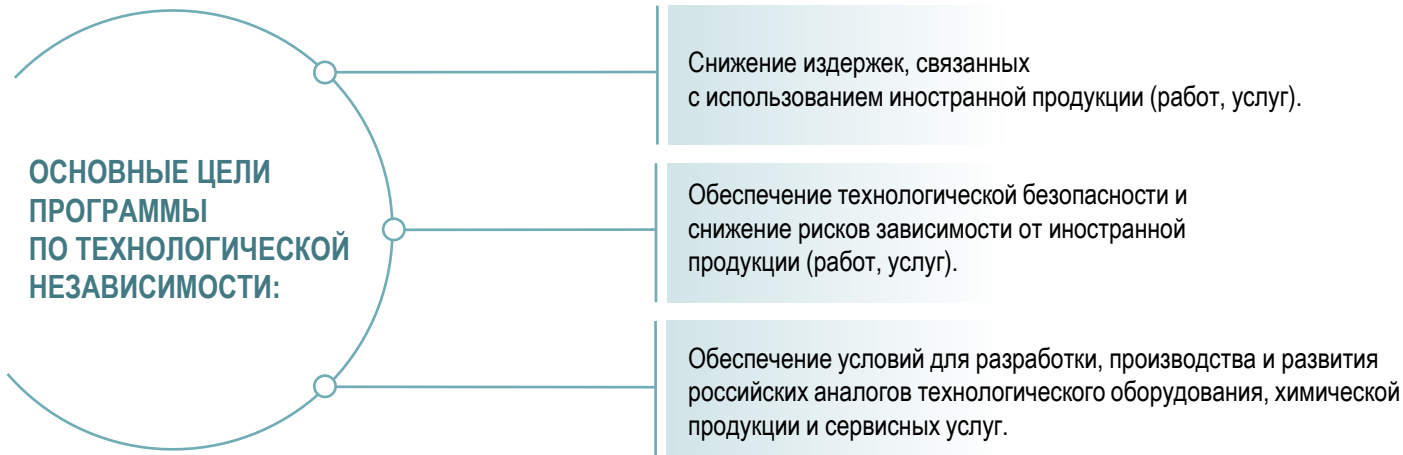 ОСНОВНЫЕ ЦЕЛИ
ПРОГРАММЫ
ПО ТЕХНОЛОГИЧЕСКОЙ
НЕЗАВИСИМОСТИ:
Снижение издержек, связанных
с использованием иностранной продукции (работ, услуг).
Обеспечение технологической безопасности и
снижение рисков зависимости от иностранной
продукции (работ, услуг).
Обеспечение условий для разработки, производства и развития
российских аналогов технологического оборудования, химической
продукции и сервисных услуг.